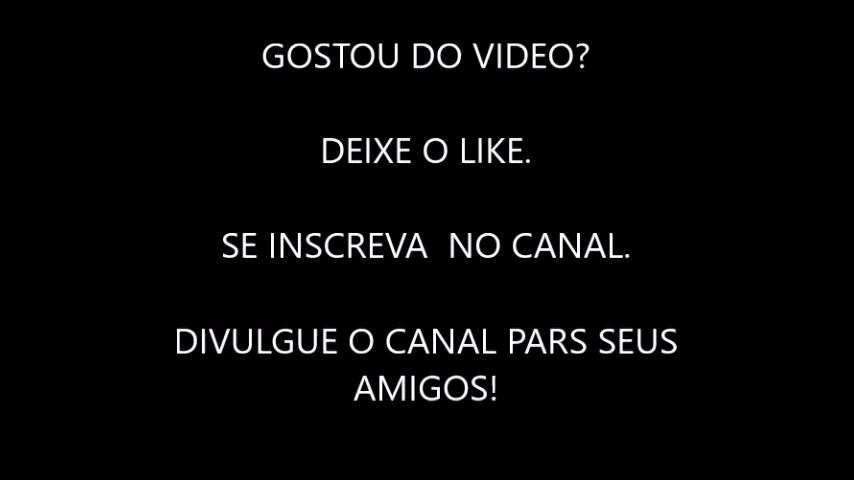 GOSTOU DO VIDEO?
DEIXE O LIKE.
SE INSCREVA  NO CANAL.
DIVULGUE O CANAL PARS SEUS
AMIGOS!